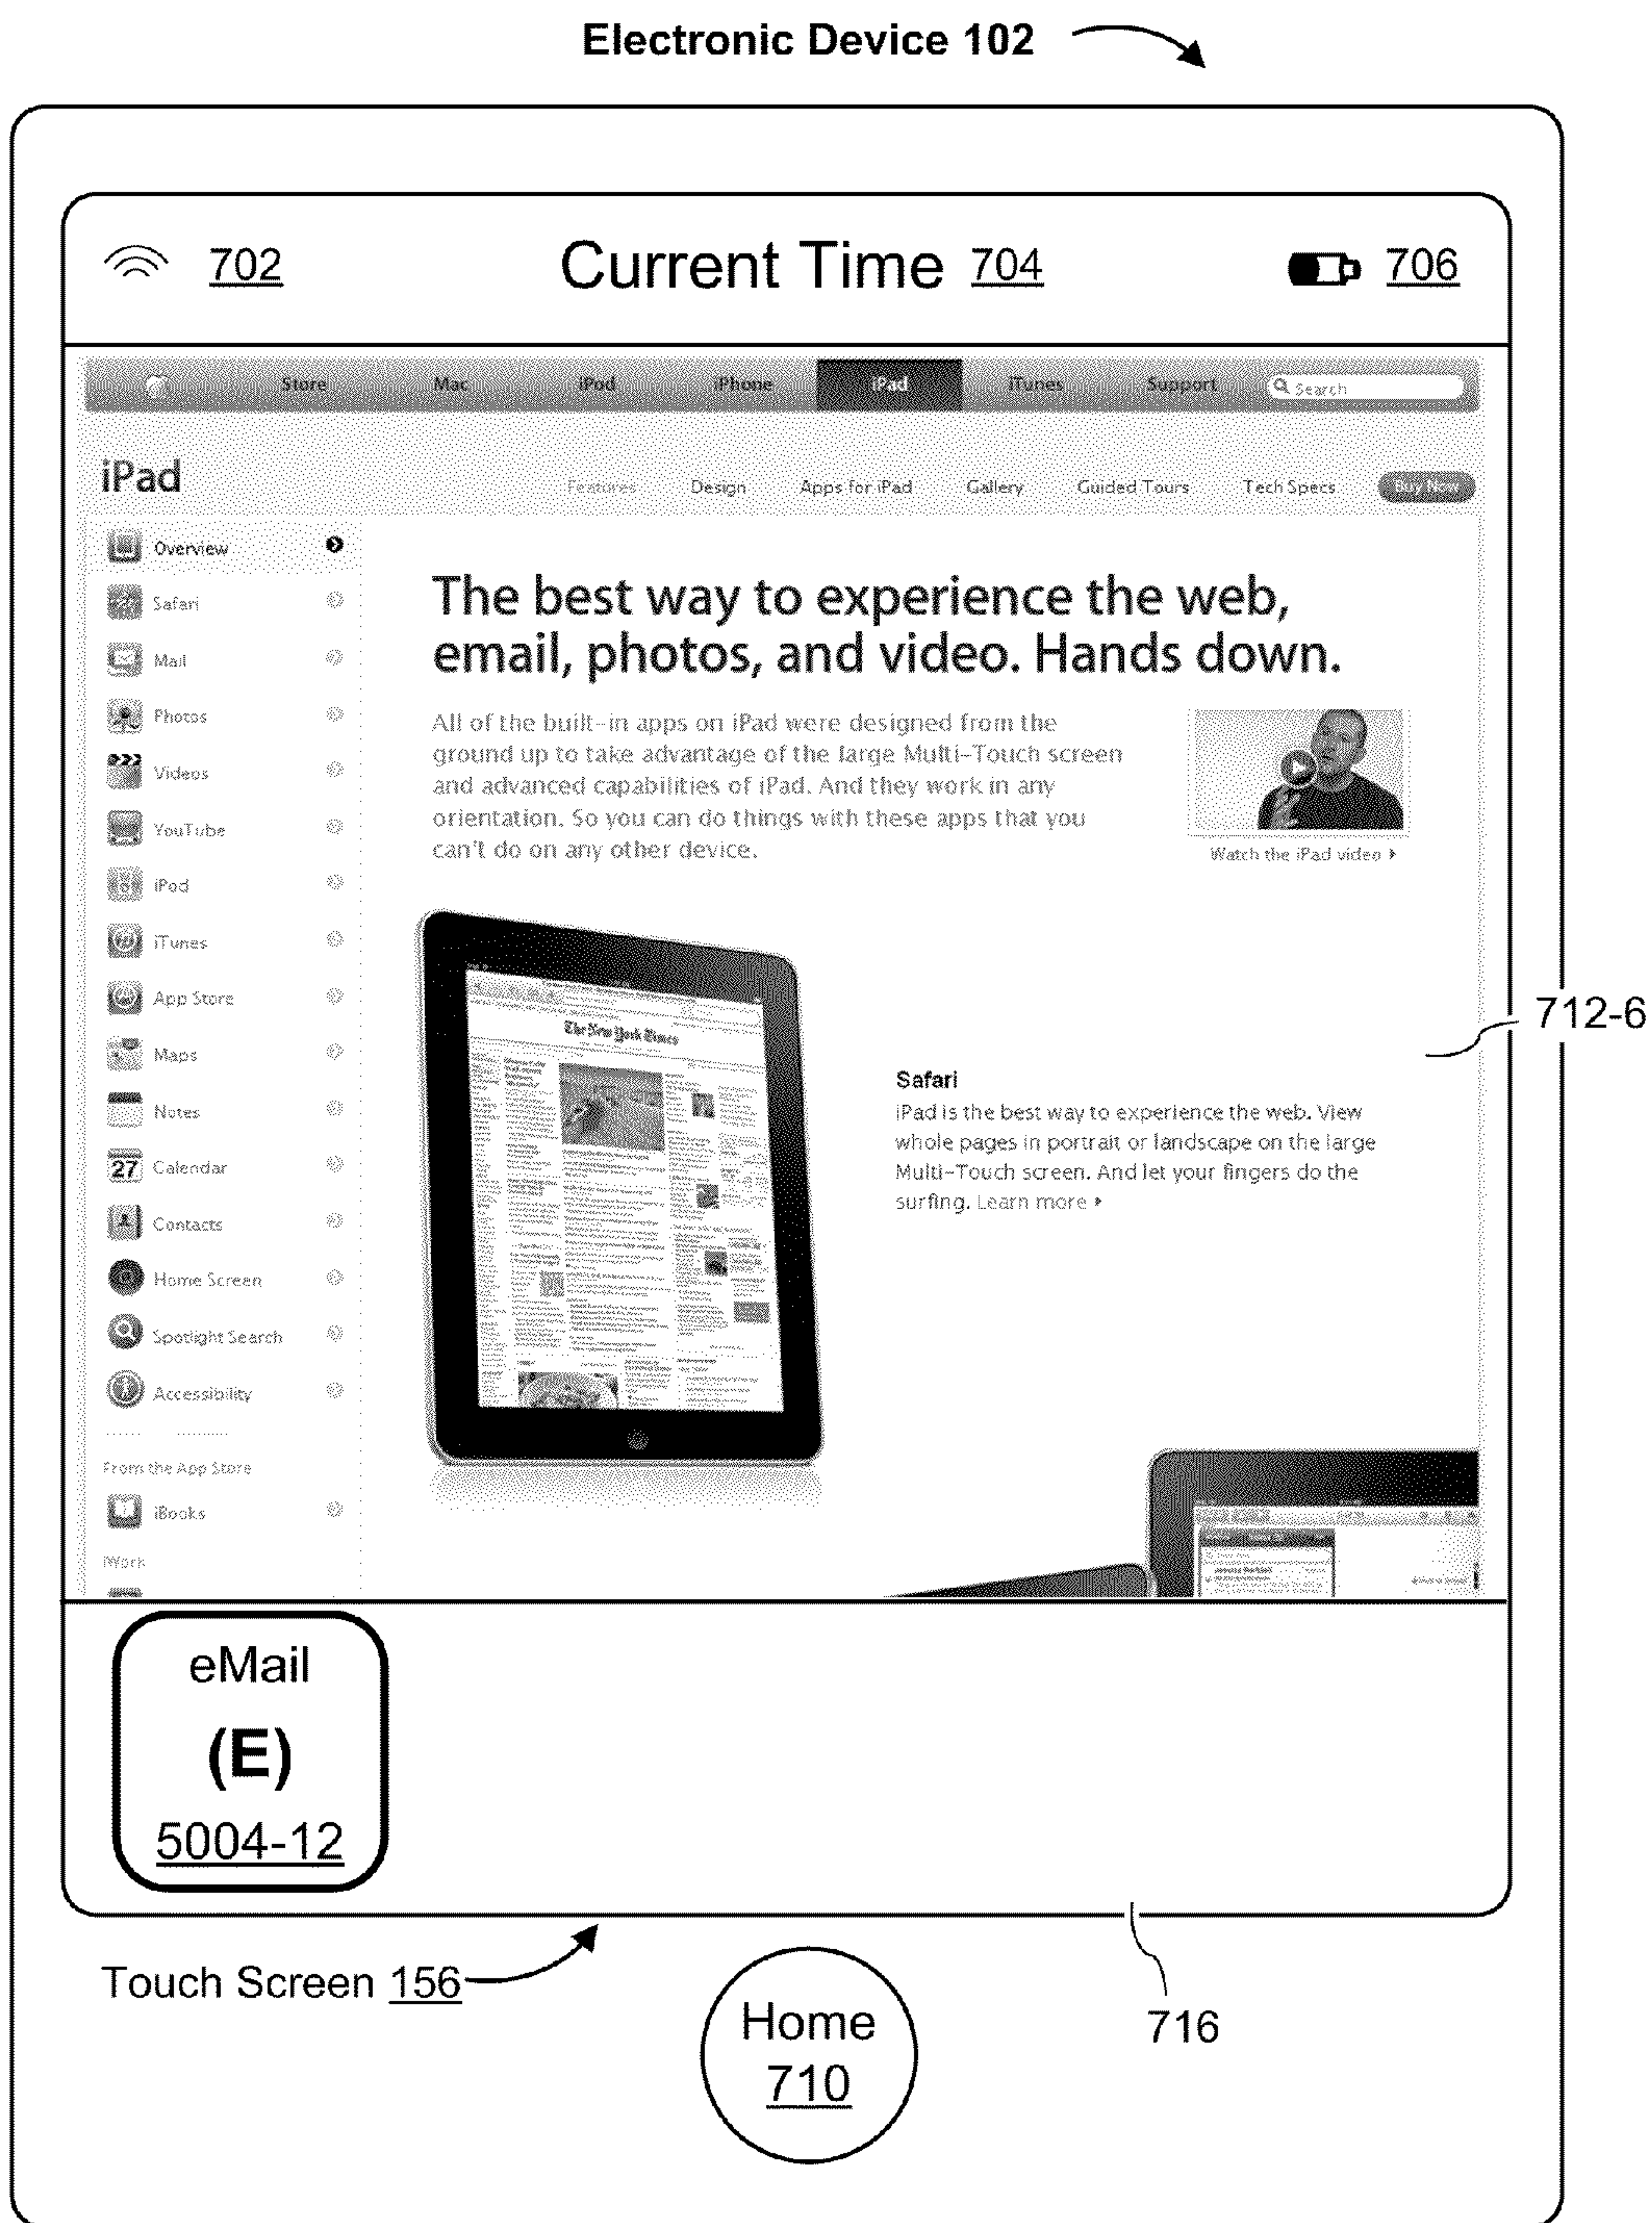 Electronic Device 102
702
Current Time 704
706
Store Mac iPod iPhone iPad iTunes Support Search
iPad
Features Design Apps for iPad Gallery Guided Tours Tech Specs Buy Now
Overview
Safari
Mail
Photos
Videos
YouTube
iPod
iTunes
App Store
Maps
Notes
27 Calendar
Contacts
Home Screen
Spotlight Search
Accessibility
From the App Store
iBooks
iWork
The best way to experience the web,
email, photos, and video. Hands down.
All of the built-in apps on iPad were designed from the
ground up to take advantage of the large Multi-Touch screen
and advanced capabilities of iPad. And they work in any
orientation. So you can do things with these apps that you
can't do on any other device.
Watch the iPad video
The New York Times
Safari
iPad is the best way to experience the web. View
whole pages in portrait or landscape on the large
Multi-Touch screen. And let your fingers do the
surfing. Learn more
712-6
eMail
(E)
5004-12
Touch Screen 156
Home
710
716